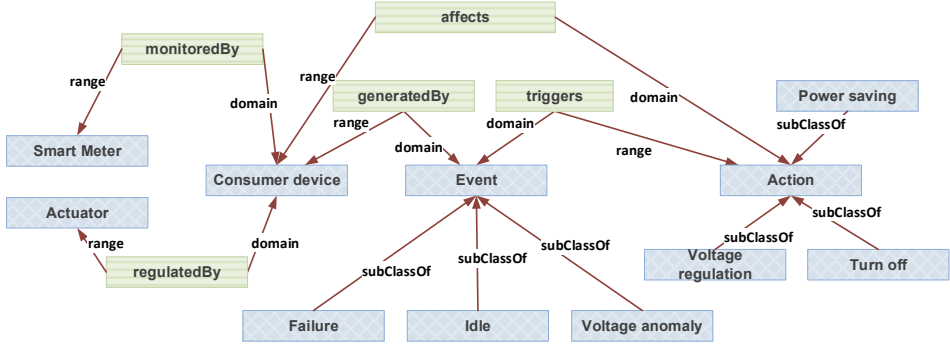 affects
monitoredBy
range
range
generatedBy
triggers
Power saving
domain
domain
range
domain
subClassOf
Smart Meter
domain
range
Consumer device
Event
Action
Actuator
subClassOf
range
domain
subClassOf
Voltage
regulation
Turn off
regulatedBy
subClassOf
subClassOf
subClassOf
Failure
Idle
Voltage anomaly